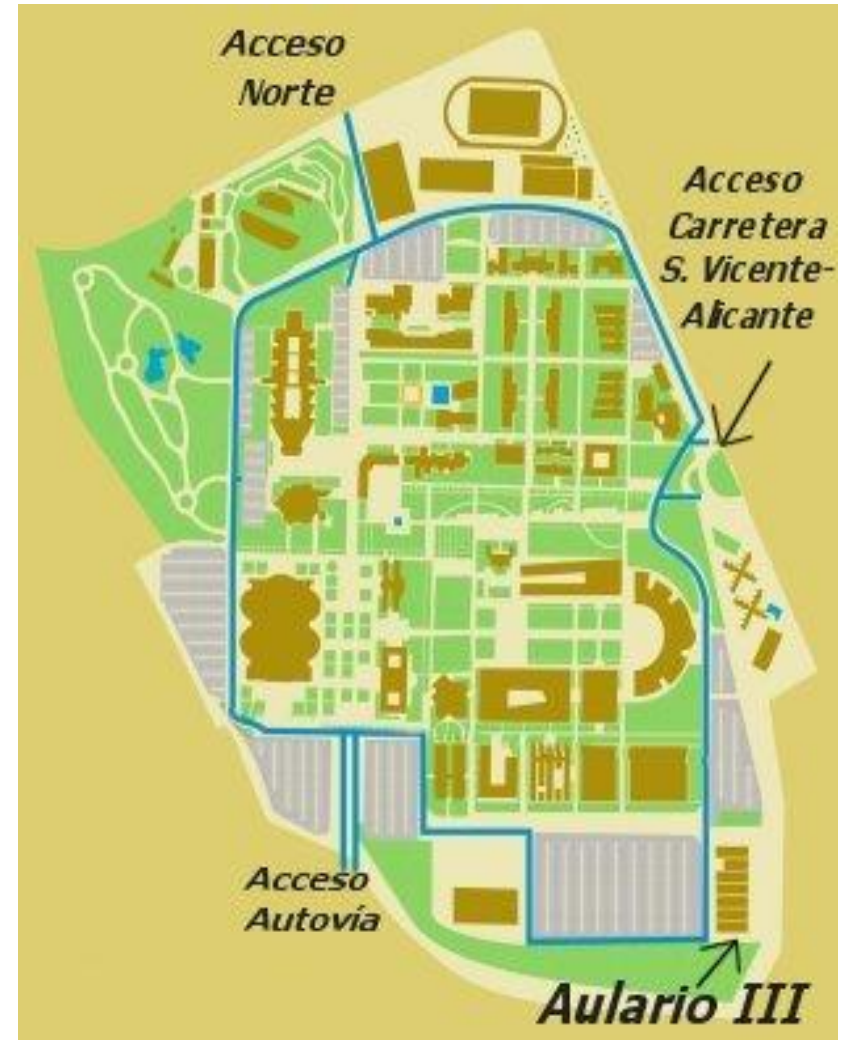 Acceso
Norte
Acceso
Carretera
S. Vicente-
Alicante
Acceso
Autovía
Aulario III